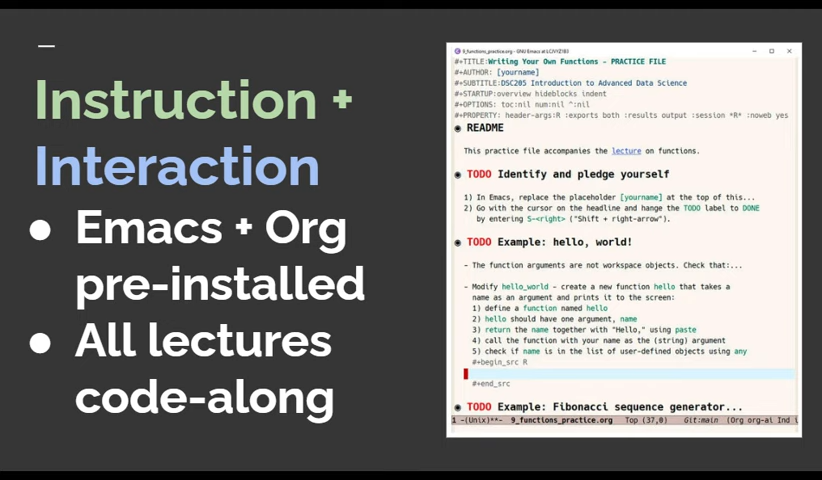 Instruction +
Interaction
● Emacs + Org
pre-installed
● All lectures
code-along
9_functions_practice.org - GNU Emacs at LCJVYZ1B3
#+TITLE:Writing Your Own Functions - PRACTICE FILE
#+AUTHOR: [yourname]
#+SUBTITLE:DSC205 Introduction to Advanced Data Science
#+STARTUP:overview hideblocks indent
#+OPTIONS: toc:nil num:nil ^:nil
#+PROPERTY: header-args:R :exports both :results output :session *R* :noweb yes
◉ README
This practice file accompanies the lecture on functions.
◉ TODO Identify and pledge yourself
1) In Emacs, replace the placeholder [yourname] at the top of this...
2) Go with the cursor on the headline and hange the TODO label to DONE
by entering S-<right> ("Shift + right-arrow").
◉ TODO Example: hello, world!
- The function arguments are not workspace objects. Check that:...
- Modify hello_world - create a new function hello that takes a
name as an argument and prints it to the screen:
1) define a function named hello
2) hello should have one argument, name
3) return the name together with "Hello," using paste
4) call the function with your name as the (string) argument
5) check if name is in the list of user-defined objects using any
#+begin_src R
#+end_src
◉ TODO Example: Fibonacci sequence generator...
1 -(Unix)**- 9_functions_practice.org Top (37,0) Git:main (Org org-ai Ind i